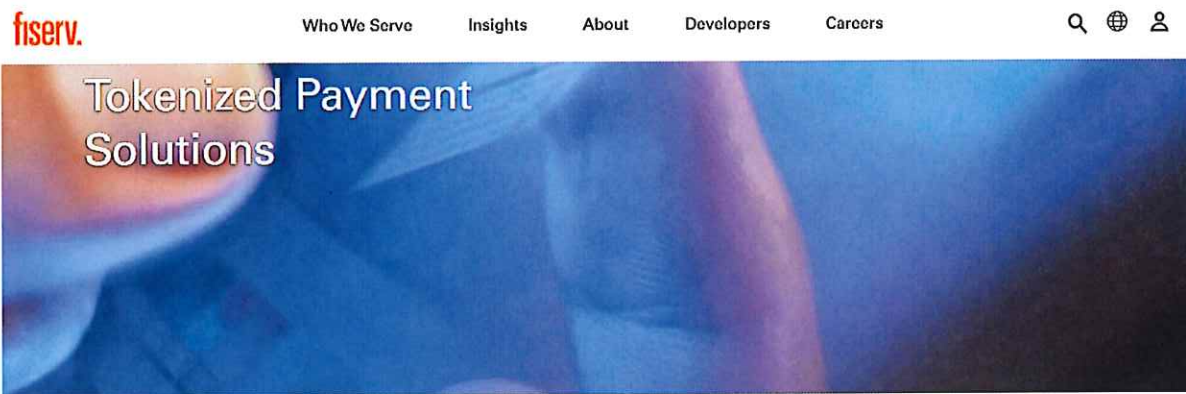 fiserv.
Who We Serve
Insights
About
Developers
Careers
Tokenized Payment
Solutions